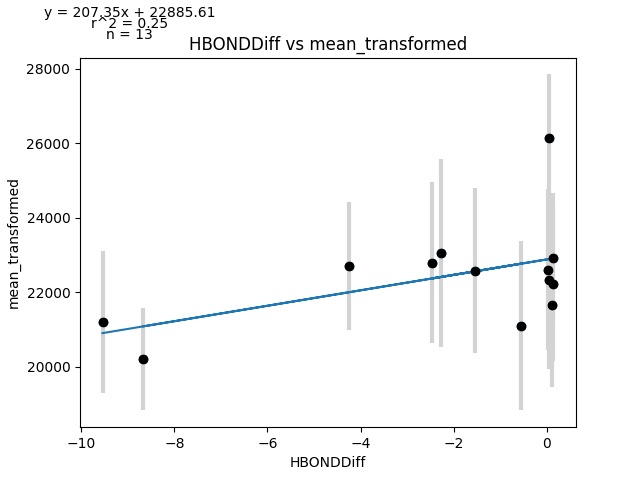 y = 207.35x + 22885.61
r^2 = 0.25
n = 13
HBONDDiff vs mean_transformed
28000
26000
24000
22000
20000
mean_transformed
−10
−8
−6
−4
−2
0
HBONDDiff